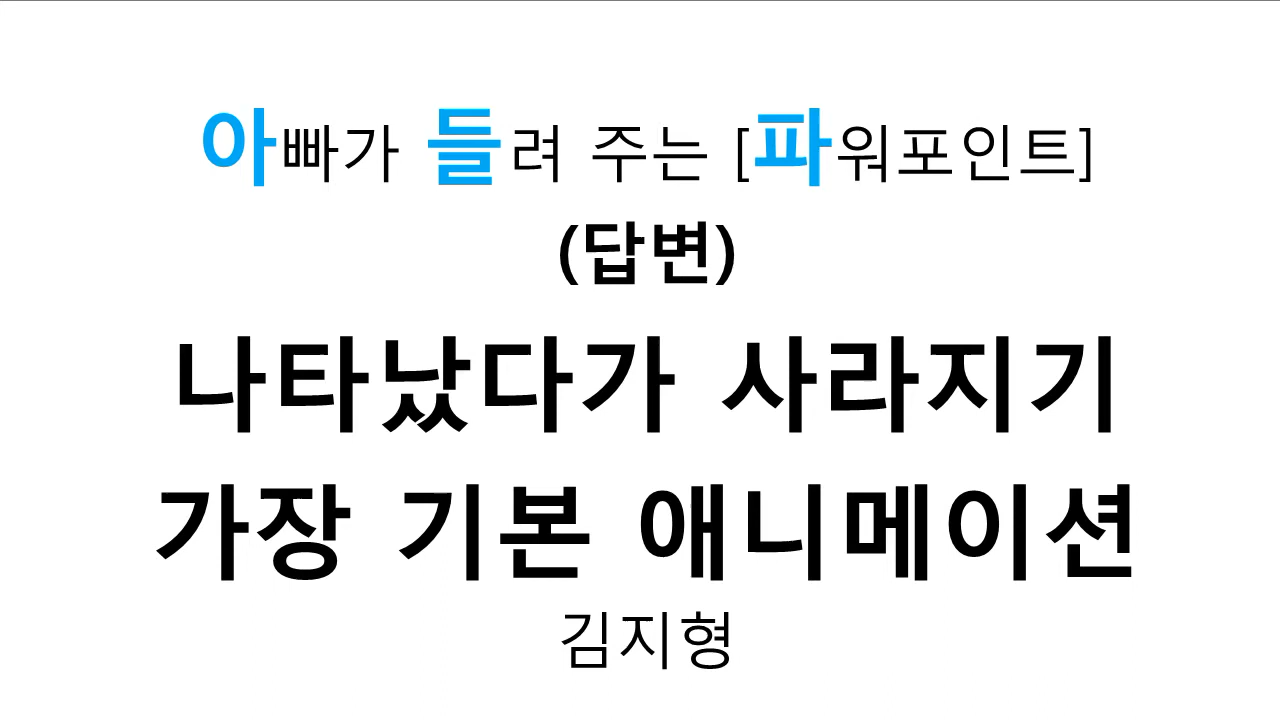 아빠가 들려 주는 [파워포인트]
(답변)
나타났다가 사라지기
가장 기본 애니메이션
김지형